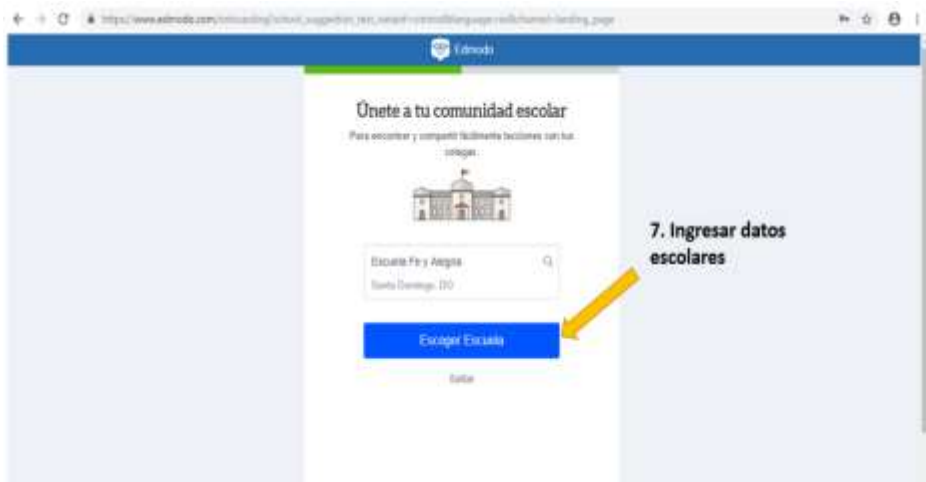 Edmodo
Únete a tu comunidad escolar
Para encontrar y compartir fácilmente lecciones con tus
colegas.
Escuela Fe y Alegria
Santo Domingo, DO
Escoger Escuela
7. Ingresar datos
escolares